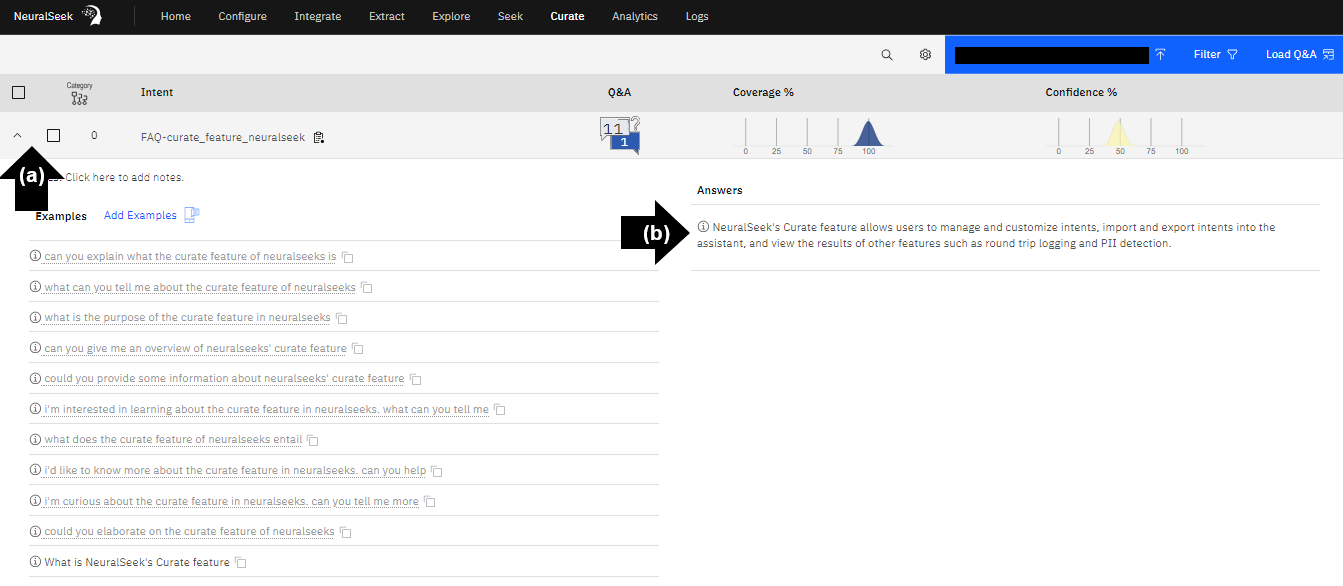 NeuralSeek Home Configure Integrate Extract Explore Seek Curate Analytics Logs
Filter Load Q&A
Category Intent Q&A Coverage % Confidence %
0 FAQ-curate_feature_neuralseek 11 ? 1 0 25 50 75 100 0 25 50 75 100
(a) Click here to add notes.
Answers
Examples Add Examples
(b) NeuralSeek's Curate feature allows users to manage and customize intents, import and export intents into the
assistant, and view the results of other features such as round trip logging and PII detection.
can you explain what the curate feature of neuralseeks is
what can you tell me about the curate feature of neuralseeks
what is the purpose of the curate feature in neuralseeks
can you give me an overview of neuralseeks' curate feature
could you provide some information about neuralseeks' curate feature
i'm interested in learning about the curate feature in neuralseeks. what can you tell me
what does the curate feature of neuralseeks entail
i'd like to know more about the curate feature in neuralseeks. can you help
i'm curious about the curate feature in neuralseeks. can you tell me more
could you elaborate on the curate feature of neuralseeks
What is NeuralSeek's Curate feature